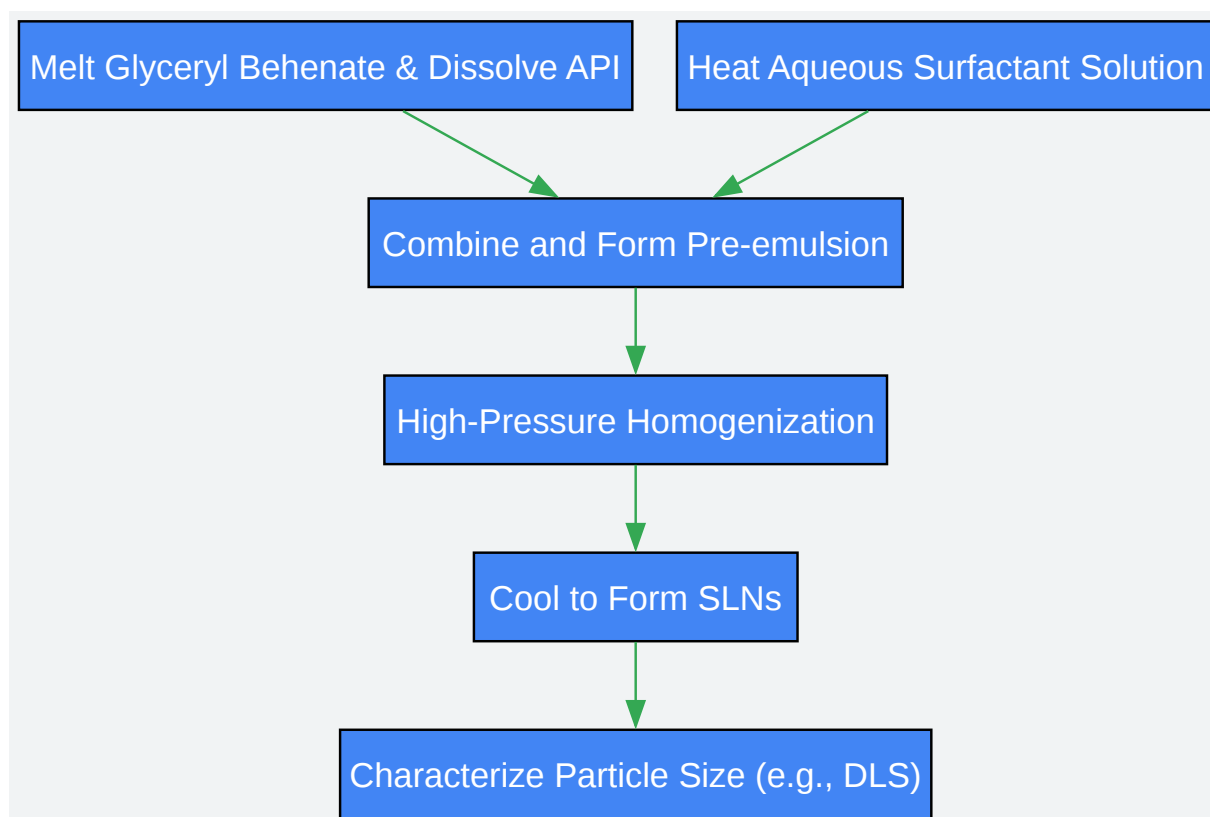 Melt Glyceryl Behenate & Dissolve API
Heat Aqueous Surfactant Solution
Combine and Form Pre-emulsion
High-Pressure Homogenization
Cool to Form SLNs
Characterize Particle Size (e.g., DLS)